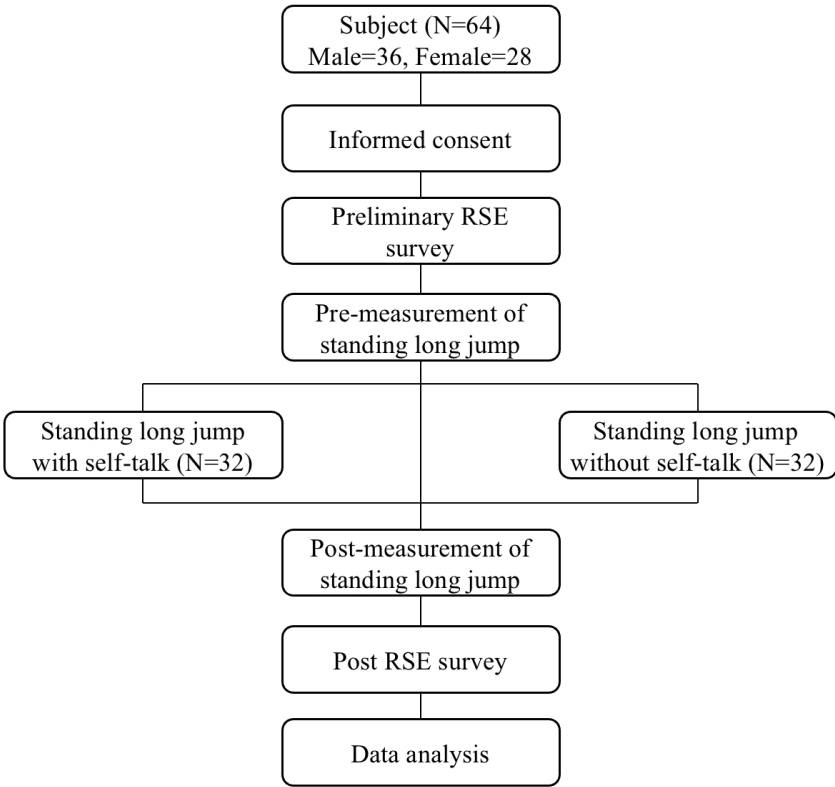 Subject (N=64)
Male=36, Female=28
Informed consent
Preliminary RSE
survey
Pre-measurement of
standing long jump
Standing long jump
with self-talk (N=32)
Standing long jump
without self-talk (N=32)
Post-measurement of
standing long jump
Post RSE survey
Data analysis